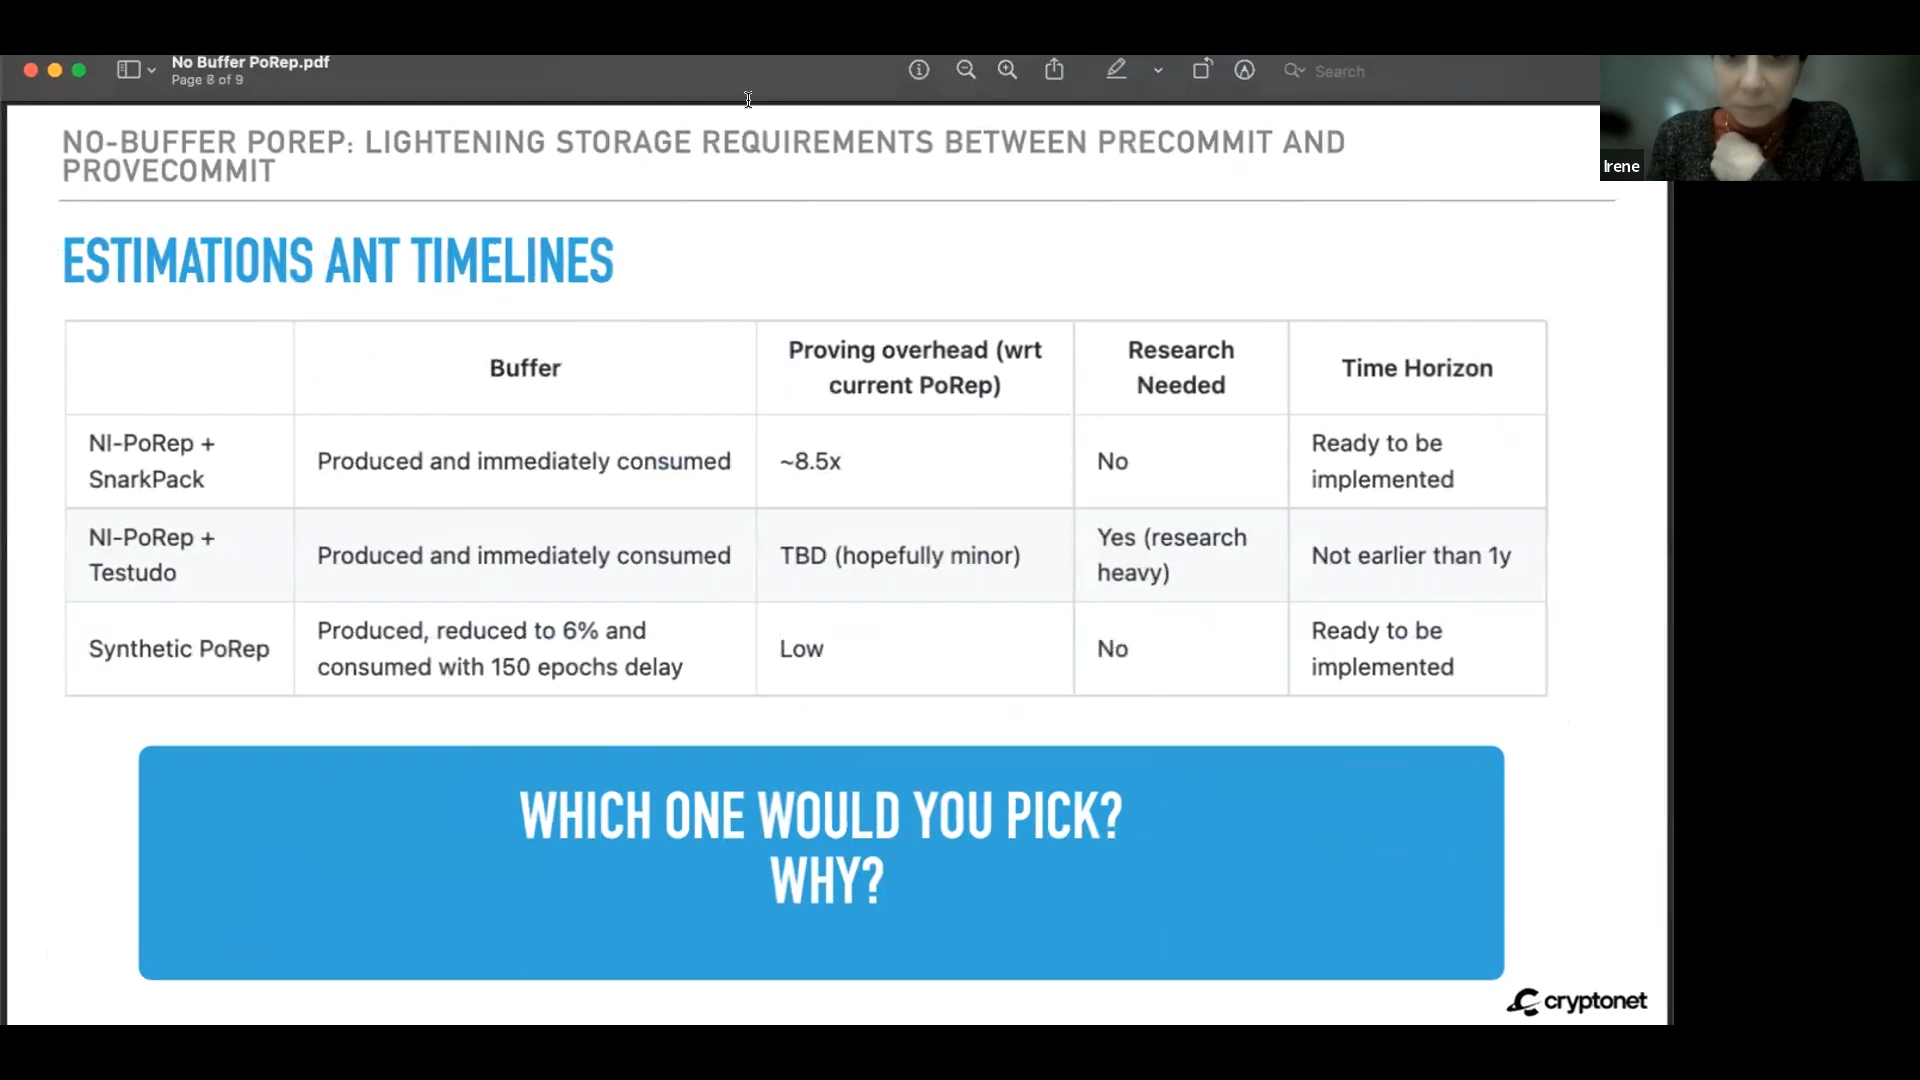 No Buffer PoRep.pdf
Page 8 of 9
Search
Irene
NO-BUFFER POREP: LIGHTENING STORAGE REQUIREMENTS BETWEEN PRECOMMIT AND
PROVECOMMIT
ESTIMATIONS ANT TIMELINES
Buffer
Proving overhead (wrt
current PoRep)
Research
Needed
Time Horizon
NI-PoRep +
SnarkPack
Produced and immediately consumed
~8.5x
No
Ready to be
implemented
NI-PoRep +
Testudo
Produced and immediately consumed
TBD (hopefully minor)
Yes (research
heavy)
Not earlier than 1y
Synthetic PoRep
Produced, reduced to 6% and
consumed with 150 epochs delay
Low
No
Ready to be
implemented
WHICH ONE WOULD YOU PICK?
WHY?
cryptonet